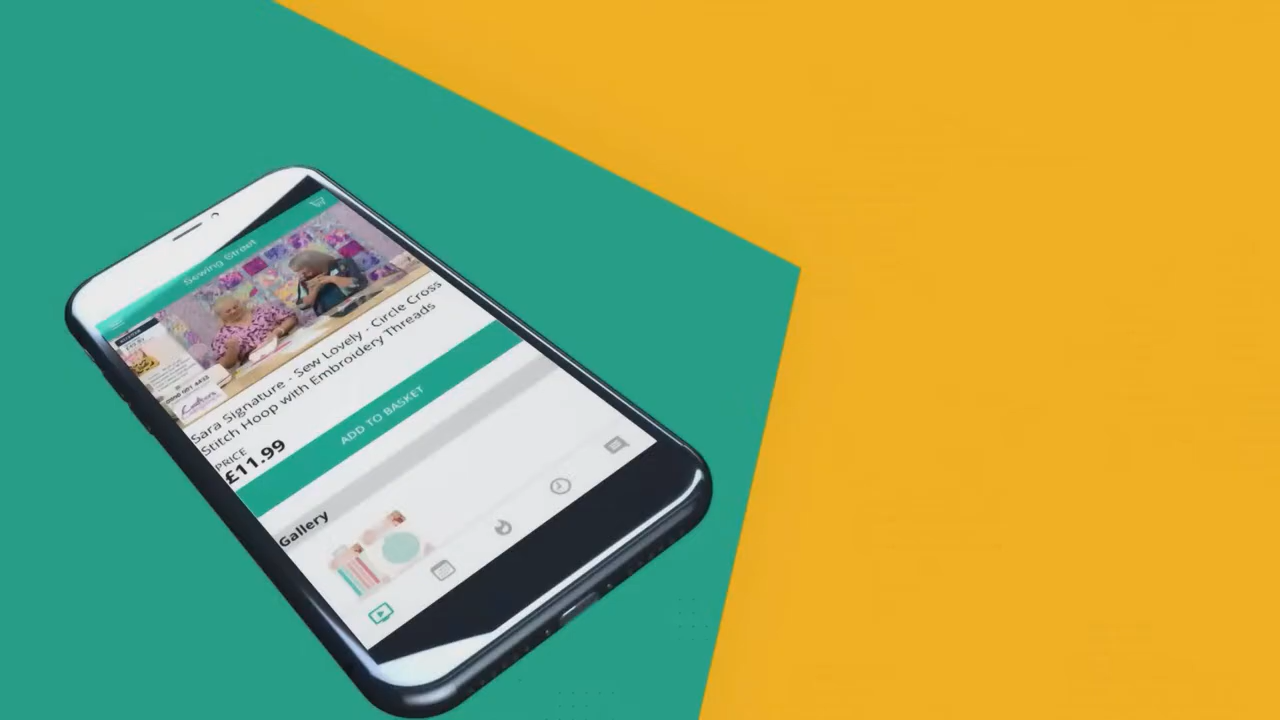 Sewing Street
Sara Signature - Sew Lovely - Circle Cross
Stitch Hoop with Embroidery Threads
PRICE
£11.99
ADD TO BASKET
Gallery